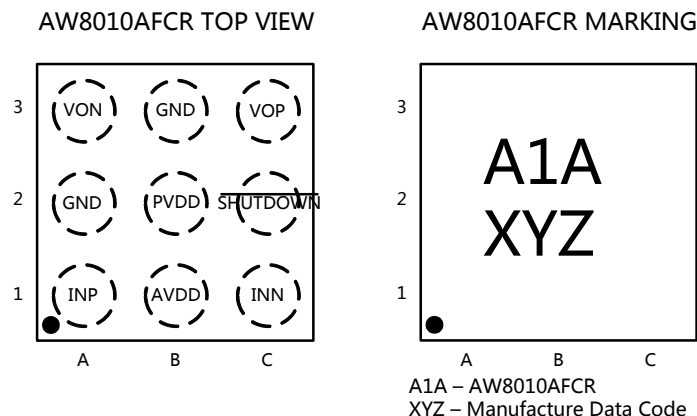 AW8010AFCR TOP VIEW
AW8010AFCR MARKING
3
VON
GND
VOP
2
GND
PVDD
SHUTDOWN
1
INP
AVDD
INN
A
B
C
3
A1A
2
XYZ
1
A
B
C
A1A – AW8010AFCR
XYZ – Manufacture Data Code